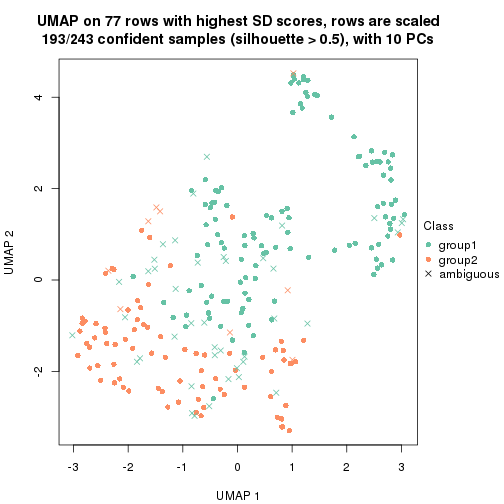 UMAP on 77 rows with highest SD scores, rows are scaled
193/243 confident samples (silhouette > 0.5), with 10 PCs
4
2
0
-2
UMAP 2
-3
-2
-1
0
1
2
3
UMAP 1
Class
group1
group2
ambiguous